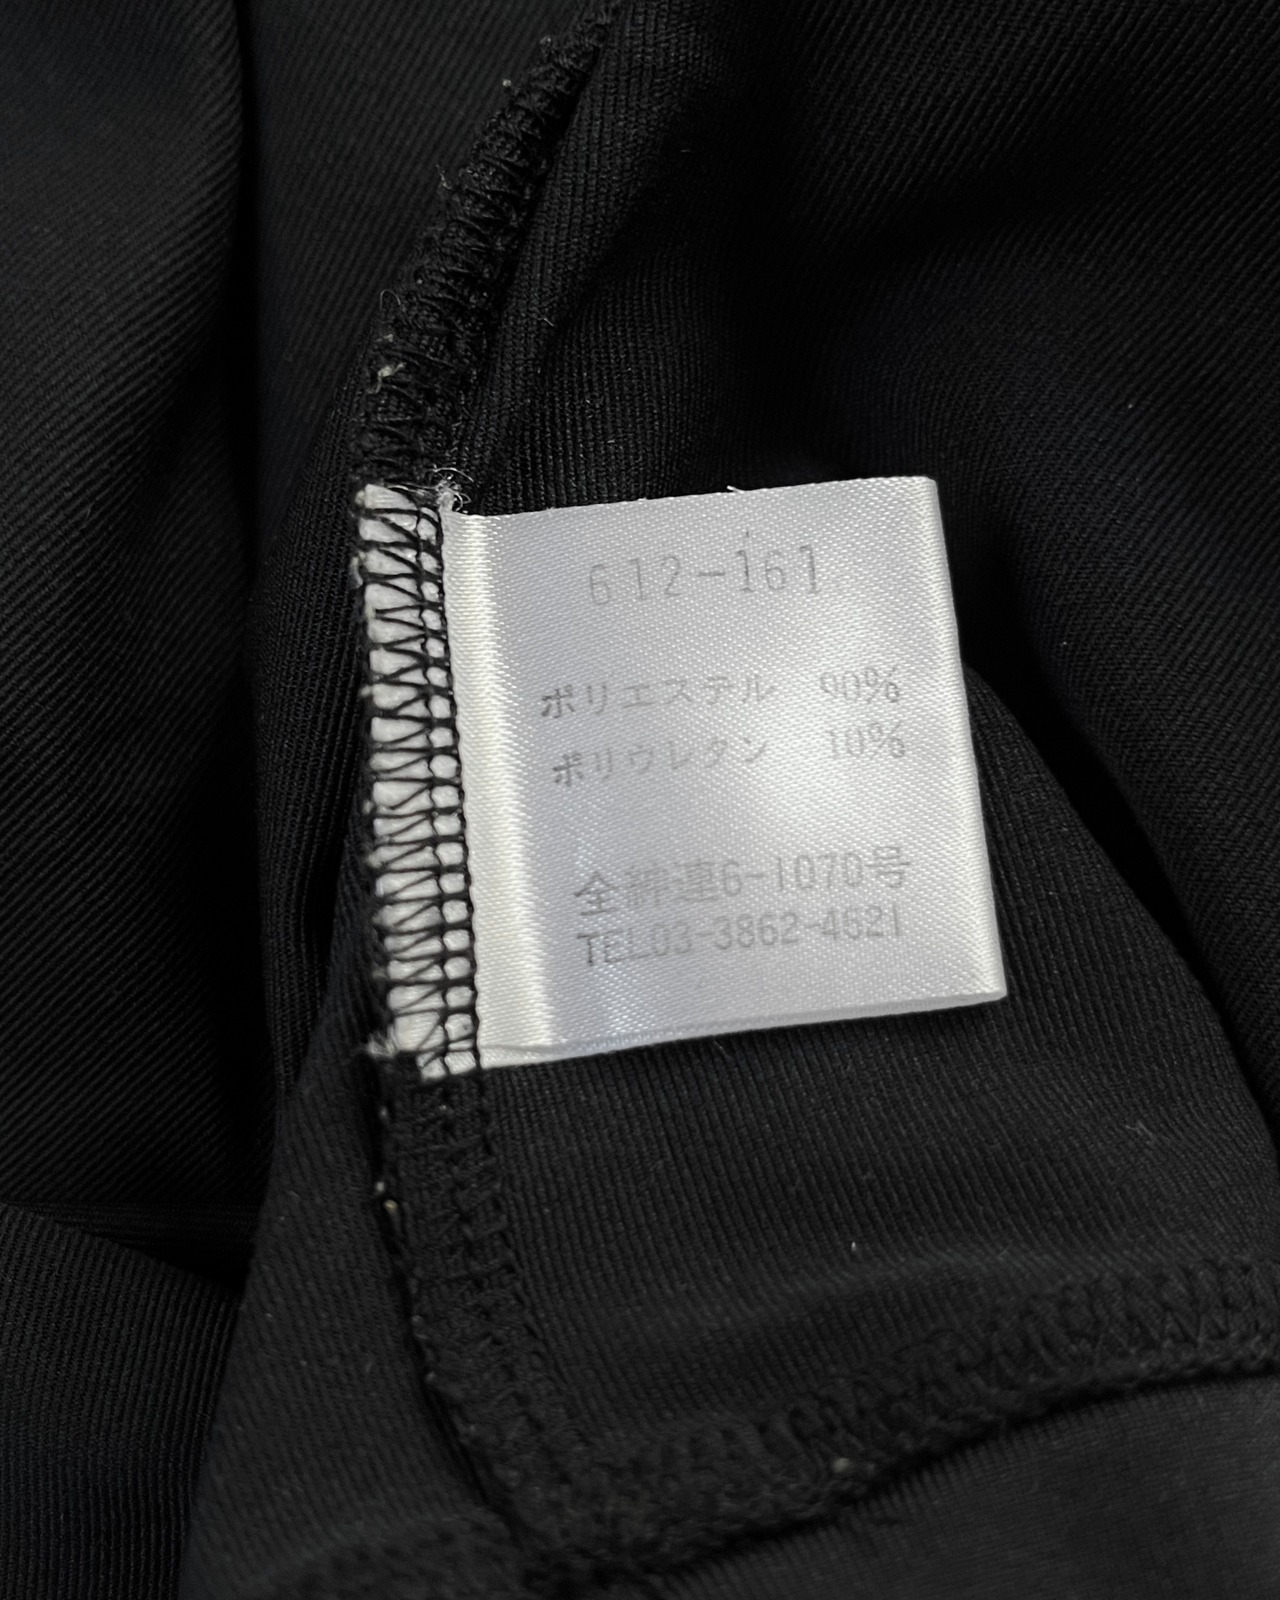 612-161
ポリエステル 90%
ポリウレタン 10%
全絆連6-1070号
TEL03-3862-4621